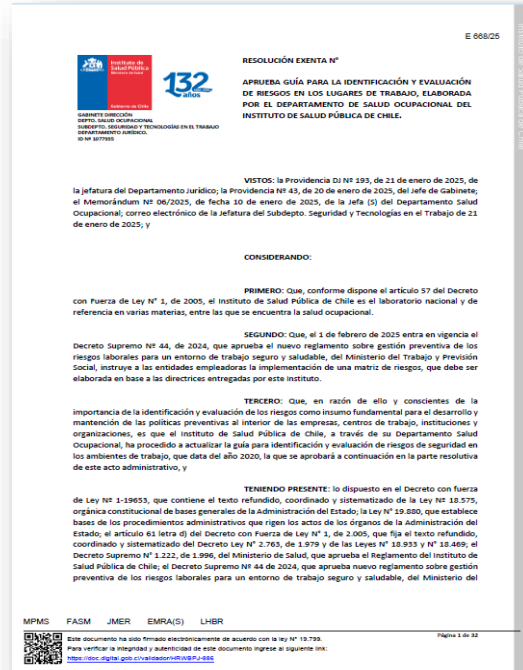 E 668/25
Instituto de
Salud Pública
Ministerio de Salud
Gobierno de Chile
132
años
GABINETE DIRECCIÓN
DEPTO. SALUD OCUPACIONAL
SUBDEPTO. SEGURIDAD Y TECNOLOGÍAS EN EL TRABAJO
DEPARTAMENTO JURÍDICO.
ID Nº 1077955
RESOLUCIÓN EXENTA Nº
APRUEBA GUÍA PARA LA IDENTIFICACIÓN Y EVALUACIÓN
DE RIESGOS EN LOS LUGARES DE TRABAJO, ELABORADA
POR EL DEPARTAMENTO DE SALUD OCUPACIONAL DEL
INSTITUTO DE SALUD PÚBLICA DE CHILE.
VISTOS: la Providencia DJ Nº 193, de 21 de enero de 2025, de
la jefatura del Departamento Jurídico; la Providencia Nº 43, de 20 de enero de 2025, del Jefe de Gabinete;
el Memorándum Nº 06/2025, de fecha 10 de enero de 2025, de la Jefa (S) del Departamento Salud
Ocupacional; correo electrónico de la Jefatura del Subdepto. Seguridad y Tecnologías en el Trabajo de 21
de enero de 2025; y
CONSIDERANDO:
PRIMERO: Que, conforme dispone el artículo 57 del Decreto
con Fuerza de Ley N° 1, de 2005, el Instituto de Salud Pública de Chile es el laboratorio nacional y de
referencia en varias materias, entre las que se encuentra la salud ocupacional.
SEGUNDO: Que, el 1 de febrero de 2025 entra en vigencia el
Decreto Supremo Nº 44, de 2024, que aprueba el nuevo reglamento sobre gestión preventiva de los
riesgos laborales para un entorno de trabajo seguro y saludable, del Ministerio del Trabajo y Previsión
Social, instruye a las entidades empleadoras la implementación de una matriz de riesgos, que debe ser
elaborada en base a las directrices entregadas por este Instituto.
TERCERO: Que, en razón de ello y conscientes de la
importancia de la identificación y evaluación de los riesgos como insumo fundamental para el desarrollo y
mantención de las políticas preventivas al interior de las empresas, centros de trabajo, instituciones y
organizaciones, es que el Instituto de Salud Pública de Chile, a través de su Departamento Salud
Ocupacional, ha procedido a actualizar la guía para identificación y evaluación de riesgos de seguridad en
los ambientes de trabajo, que data del año 2020, la que se aprobará a continuación en la parte resolutiva
de este acto administrativo, y
TENIENDO PRESENTE: lo dispuesto en el Decreto con fuerza
de Ley Nº 1-19653, que contiene el texto refundido, coordinado y sistematizado de la Ley Nº 18.575,
orgánica constitucional de bases generales de la Administración del Estado; la Ley N°19.880, que establece
bases de los procedimientos administrativos que rigen los actos de los órganos de la Administración del
Estado; el artículo 61 letra d) del Decreto con Fuerza de Ley N° 1, de 2.005, que fija el texto refundido,
coordinado y sistematizado del Decreto Ley N° 2.763, de 1.979 y de las Leyes N° 18.933 y N° 18.469; el
Decreto Supremo N° 1.222, de 1.996, del Ministerio de Salud, que aprueba el Reglamento del Instituto de
Salud Pública de Chile; el Decreto Supremo Nº 44 de 2024, que aprueba nuevo reglamento sobre gestión
preventiva de los riesgos laborales para un entorno de trabajo seguro y saludable, del Ministerio del
MPMS FASM JMER EMRA(S) LHBR
Página 1 de 32
Este documento ha sido firmado electrónicamente de acuerdo con la ley N° 19.799.
Para verificar la integridad y autenticidad de este documento ingrese al siguiente link:
https://doc.digital.gob.cl/validador/HRWBPJ-886